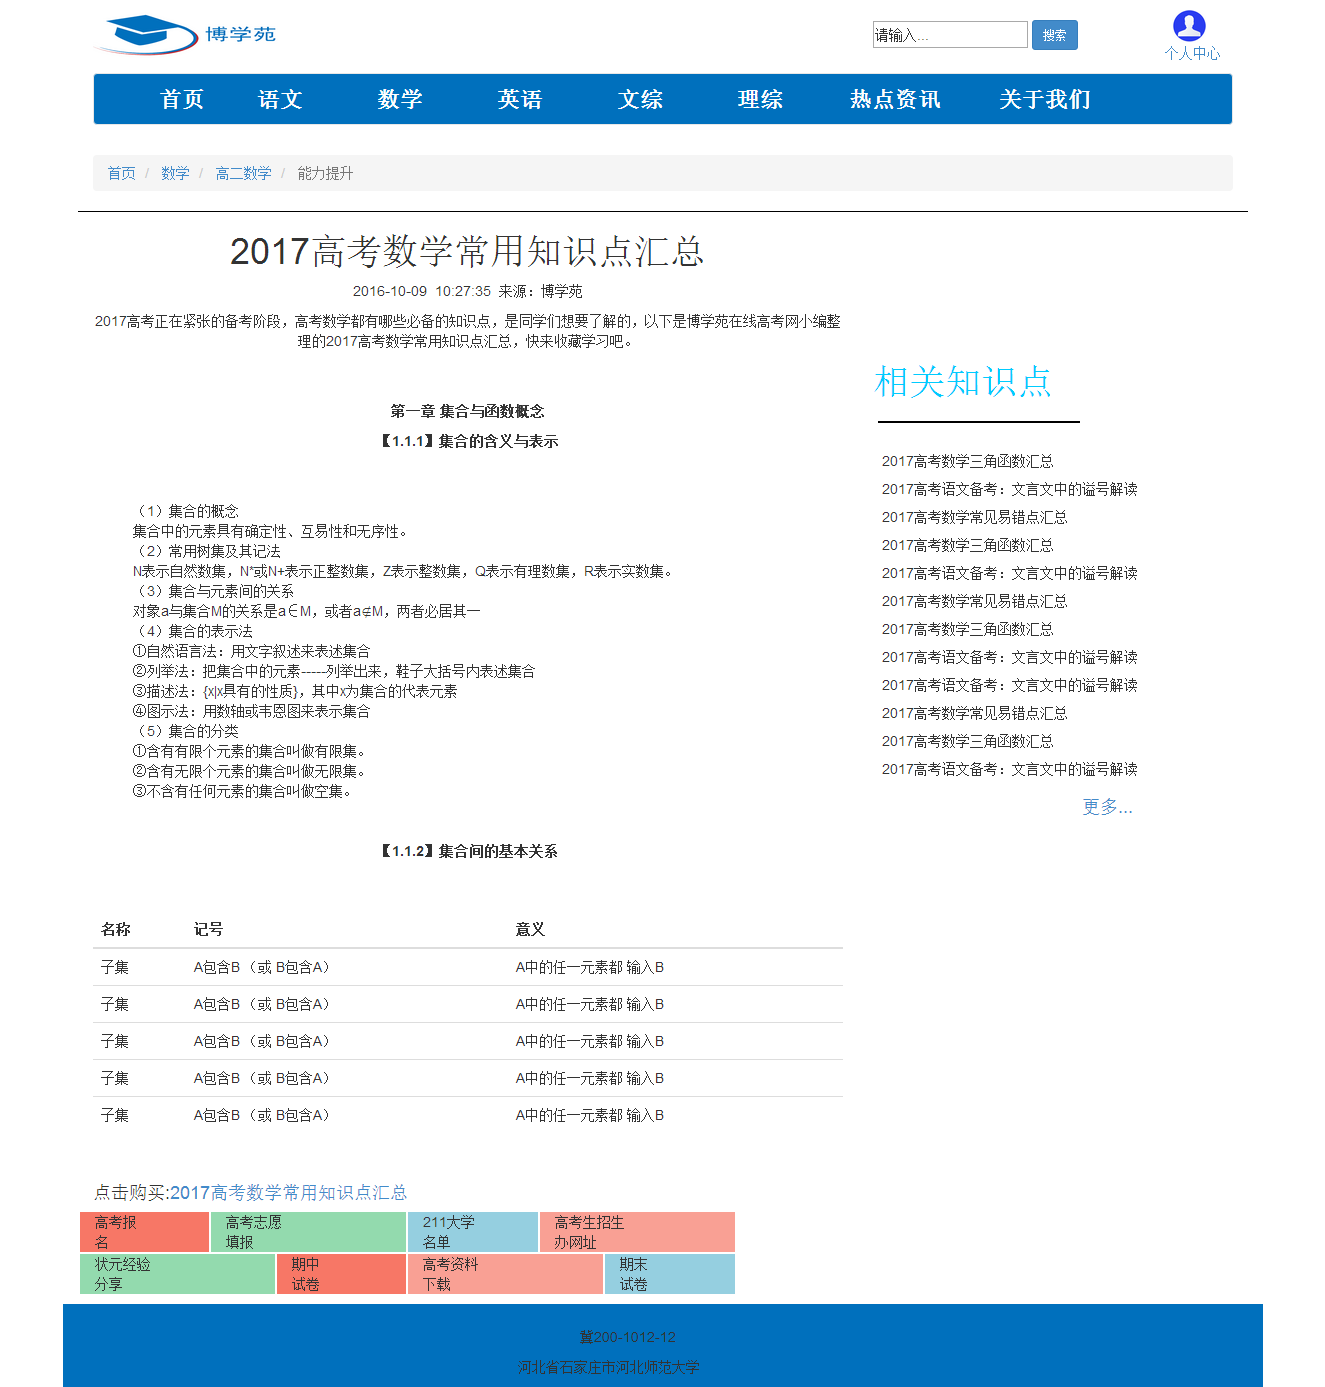 博学苑
请输入... 搜索
个人中心
首页 语文 数学 英语 文综 理综 热点资讯 关于我们
首页 / 数学 / 高二数学 / 能力提升
2017高考数学常用知识点汇总
2016-10-09 10:27:35 来源：博学苑
2017高考正在紧张的备考阶段，高考数学都有哪些必备的知识点，是同学们想要了解的，以下是博学苑在线高考网小编整
理的2017高考数学常用知识点汇总，快来收藏学习吧。
第一章 集合与函数概念
【1.1.1】集合的含义与表示
（1）集合的概念
集合中的元素具有确定性、互易性和无序性。
（2）常用树集及其记法
N表示自然数集，N*或N+表示正整数集，Z表示整数集，Q表示有理数集，R表示实数集。
（3）集合与元素间的关系
对象a与集合M的关系是a∈M，或者a∉M，两者必居其一
（4）集合的表示法
①自然语言法：用文字叙述来表述集合
②列举法：把集合中的元素-----列举出来，鞋子大括号内表述集合
③描述法：{x|x具有的性质}，其中x为集合的代表元素
④图示法：用数轴或韦恩图来表示集合
（5）集合的分类
①含有有限个元素的集合叫做有限集。
②含有无限个元素的集合叫做无限集。
③不含有任何元素的集合叫做空集。
【1.1.2】集合间的基本关系
名称 记号 意义
子集 A包含B （或 B包含A） A中的任一元素都 输入B
子集 A包含B （或 B包含A） A中的任一元素都 输入B
子集 A包含B （或 B包含A） A中的任一元素都 输入B
子集 A包含B （或 B包含A） A中的任一元素都 输入B
子集 A包含B （或 B包含A） A中的任一元素都 输入B
相关知识点
2017高考数学三角函数汇总
2017高考语文备考：文言文中的谥号解读
2017高考数学常见易错点汇总
2017高考数学三角函数汇总
2017高考语文备考：文言文中的谥号解读
2017高考数学常见易错点汇总
2017高考数学三角函数汇总
2017高考语文备考：文言文中的谥号解读
2017高考语文备考：文言文中的谥号解读
2017高考数学常见易错点汇总
2017高考数学三角函数汇总
2017高考语文备考：文言文中的谥号解读
更多...
点击购买:2017高考数学常用知识点汇总
高考报
名
高考志愿
填报
211大学
名单
高考生招生
办网址
状元经验
分享
期中
试卷
高考资料
下载
期末
试卷
冀200-1012-12
河北省石家庄市河北师范大学